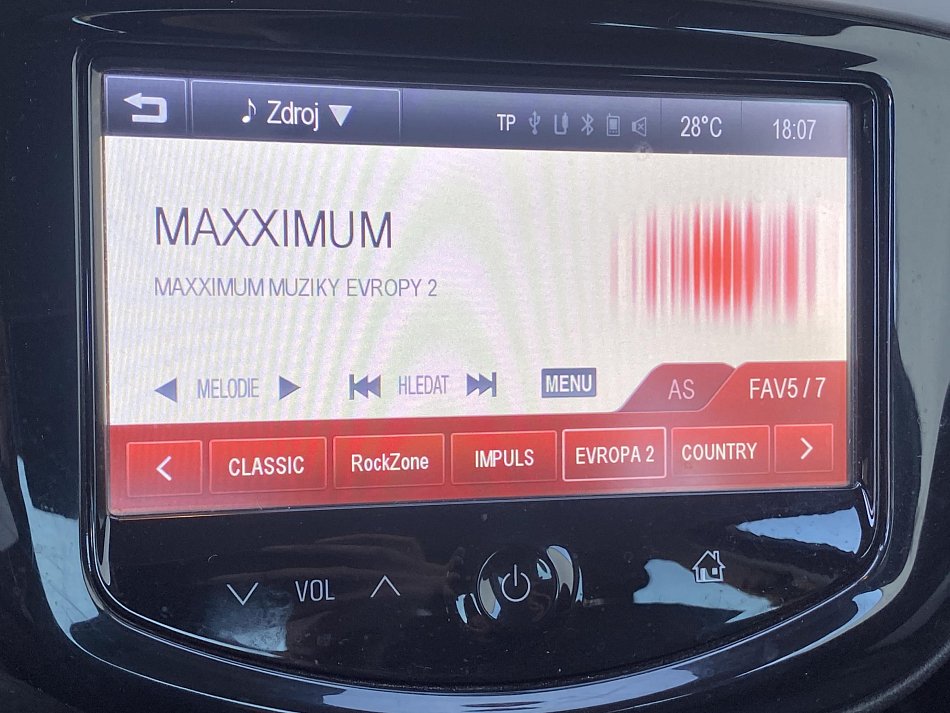 Zdroj TP 28°C 18:07
MAXXIMUM
MAXXIMUM MUZIKY EVROPY 2
MELODIE HLEDAT MENU AS FAV5 / 7
CLASSIC RockZone IMPULS EVROPA 2 COUNTRY
VOL